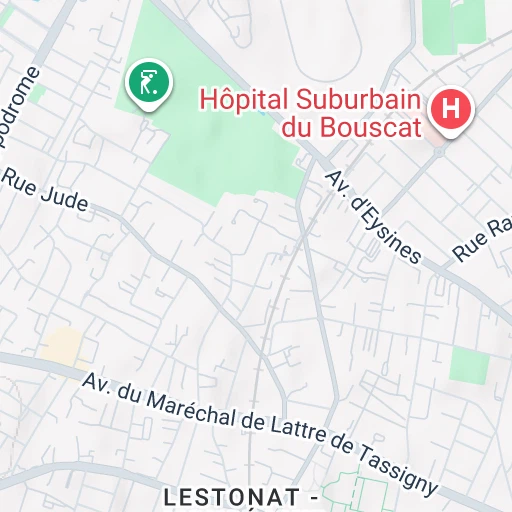 podrome
Hôpital Suburbain
du Bouscat
H
Rue Jude
Av. d'Eysines
Rue Ra
Av. du Maréchal de Lattre de Tassigny
LESTONAT -